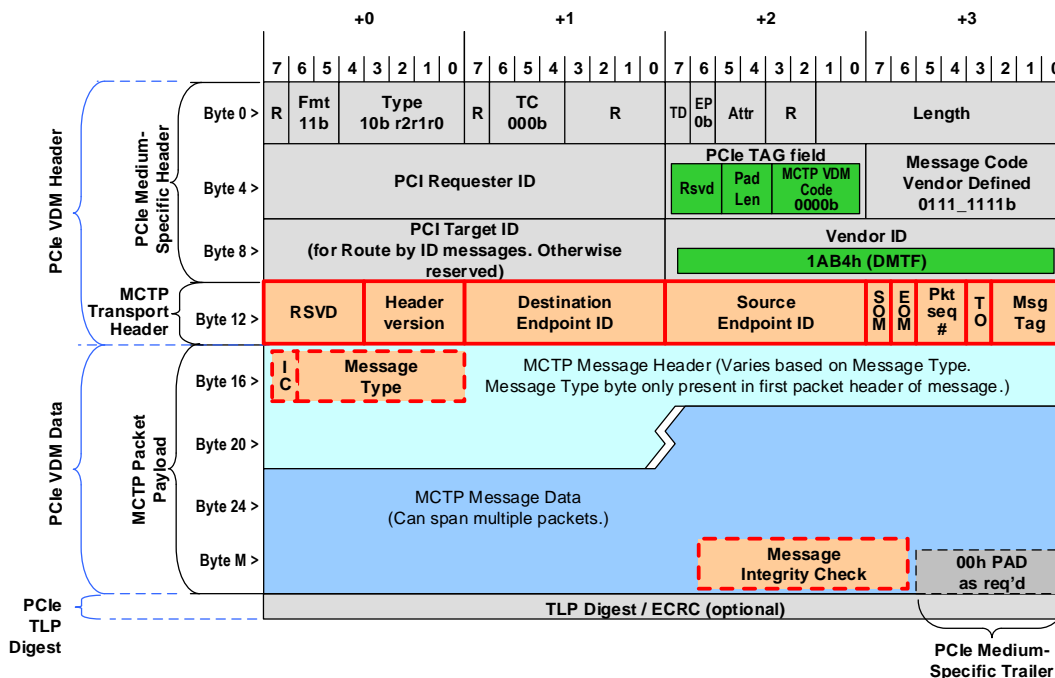 +0 +1 +2 +3
7 6 5 4 3 2 1 0 7 6 5 4 3 2 1 0 7 6 5 4 3 2 1 0 7 6 5 4 3 2 1 0
PCIe VDM Header
PCIe Medium-
Specific Header
Byte 0 >
R
Fmt
11b
Type
10b r2r1r0
R
TC
000b
R
TD
EP
0b
Attr
R
Length
Byte 4 >
PCI Requester ID
PCIe TAG field
Rsvd
Pad
Len
MCTP VDM
Code
0000b
Message Code
Vendor Defined
0111_1111b
Byte 8 >
PCI Target ID
(for Route by ID messages. Otherwise
reserved)
Vendor ID
1AB4h (DMTF)
MCTP
Transport
Header
Byte 12 >
RSVD
Header
version
Destination
Endpoint ID
Source
Endpoint ID
S
O
M
E
O
M
Pkt
seq
#
T
O
Msg
Tag
PCIe VDM Data
MCTP Packet
Payload
Byte 16 >
I
C
Message
Type
MCTP Message Header (Varies based on Message Type.
Message Type byte only present in first packet header of message.)
Byte 20 >
Byte 24 >
MCTP Message Data
(Can span multiple packets.)
Byte M >
Message
Integrity Check
00h PAD
as req'd
PCIe
TLP
Digest
TLP Digest / ECRC (optional)
PCIe Medium-
Specific Trailer